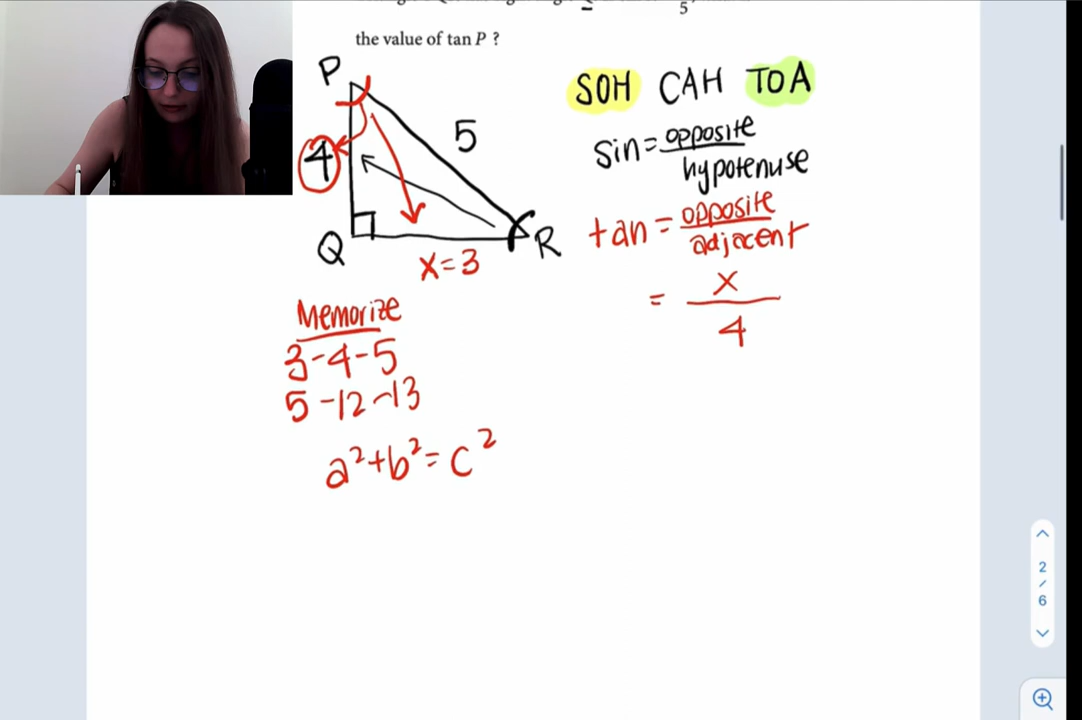 5
the value of tan P ?
P
4
5
Q
R
x=3
SOH CAH TOA
sin=opposite
hypotenuse
tan=opposite
adjacent
= x
4
Memorize
3-4-5
5-12-13
a²+b²=c²
2
/
6